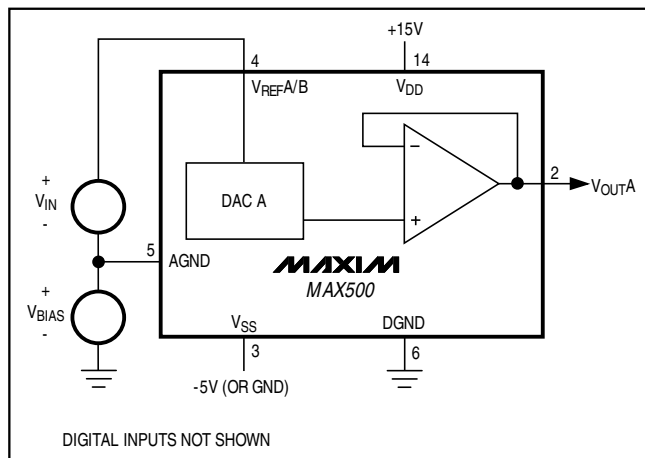 +15V
4
14
VREFA/B
VDD
+
VIN
-
DAC A
-
+
2
VOUTA
5
AGND
MAXIM
MAX500
+
VBIAS
-
VSS
DGND
3
6
-5V (OR GND)
DIGITAL INPUTS NOT SHOWN